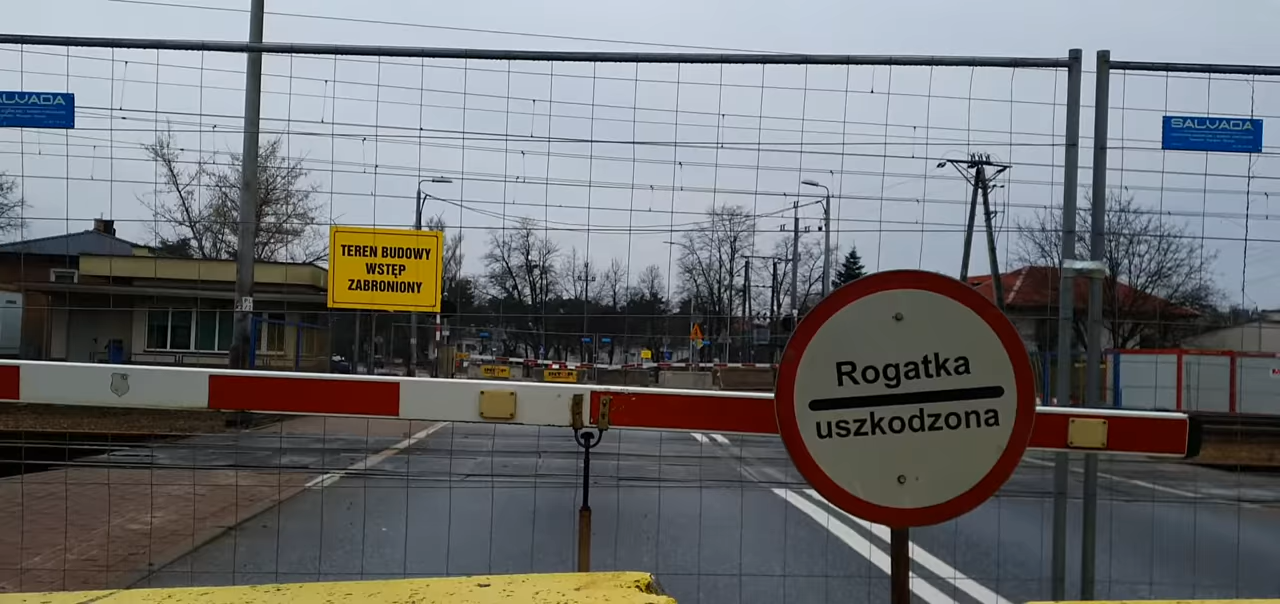 SALVADA
SALVADA
TEREN BUDOWY
WSTĘP
ZABRONIONY
Rogatka
uszkodzona